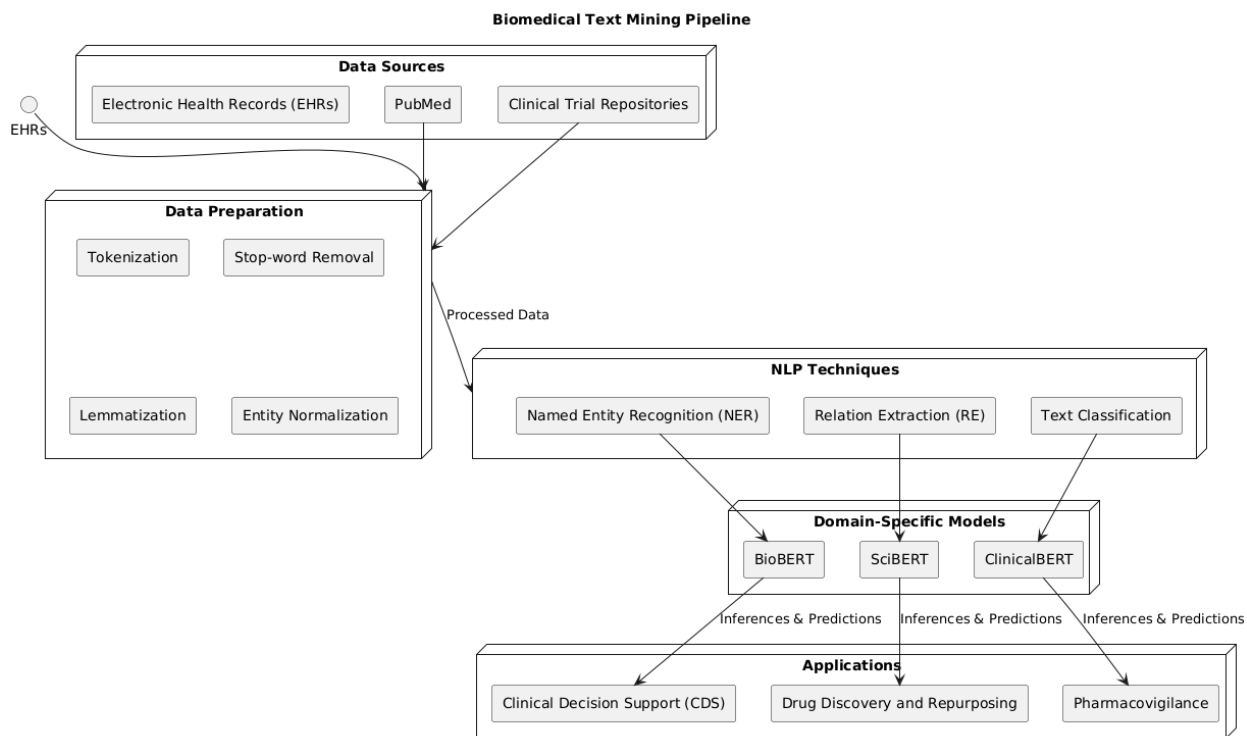 Biomedical Text Mining Pipeline
Data Sources
Electronic Health Records (EHRs)
PubMed
Clinical Trial Repositories
EHRs
Data Preparation
Tokenization
Stop-word Removal
Lemmatization
Entity Normalization
Processed Data
NLP Techniques
Named Entity Recognition (NER)
Relation Extraction (RE)
Text Classification
Domain-Specific Models
BioBERT
SciBERT
ClinicalBERT
Inferences & Predictions
Inferences & Predictions
Inferences & Predictions
Applications
Clinical Decision Support (CDS)
Drug Discovery and Repurposing
Pharmacovigilance